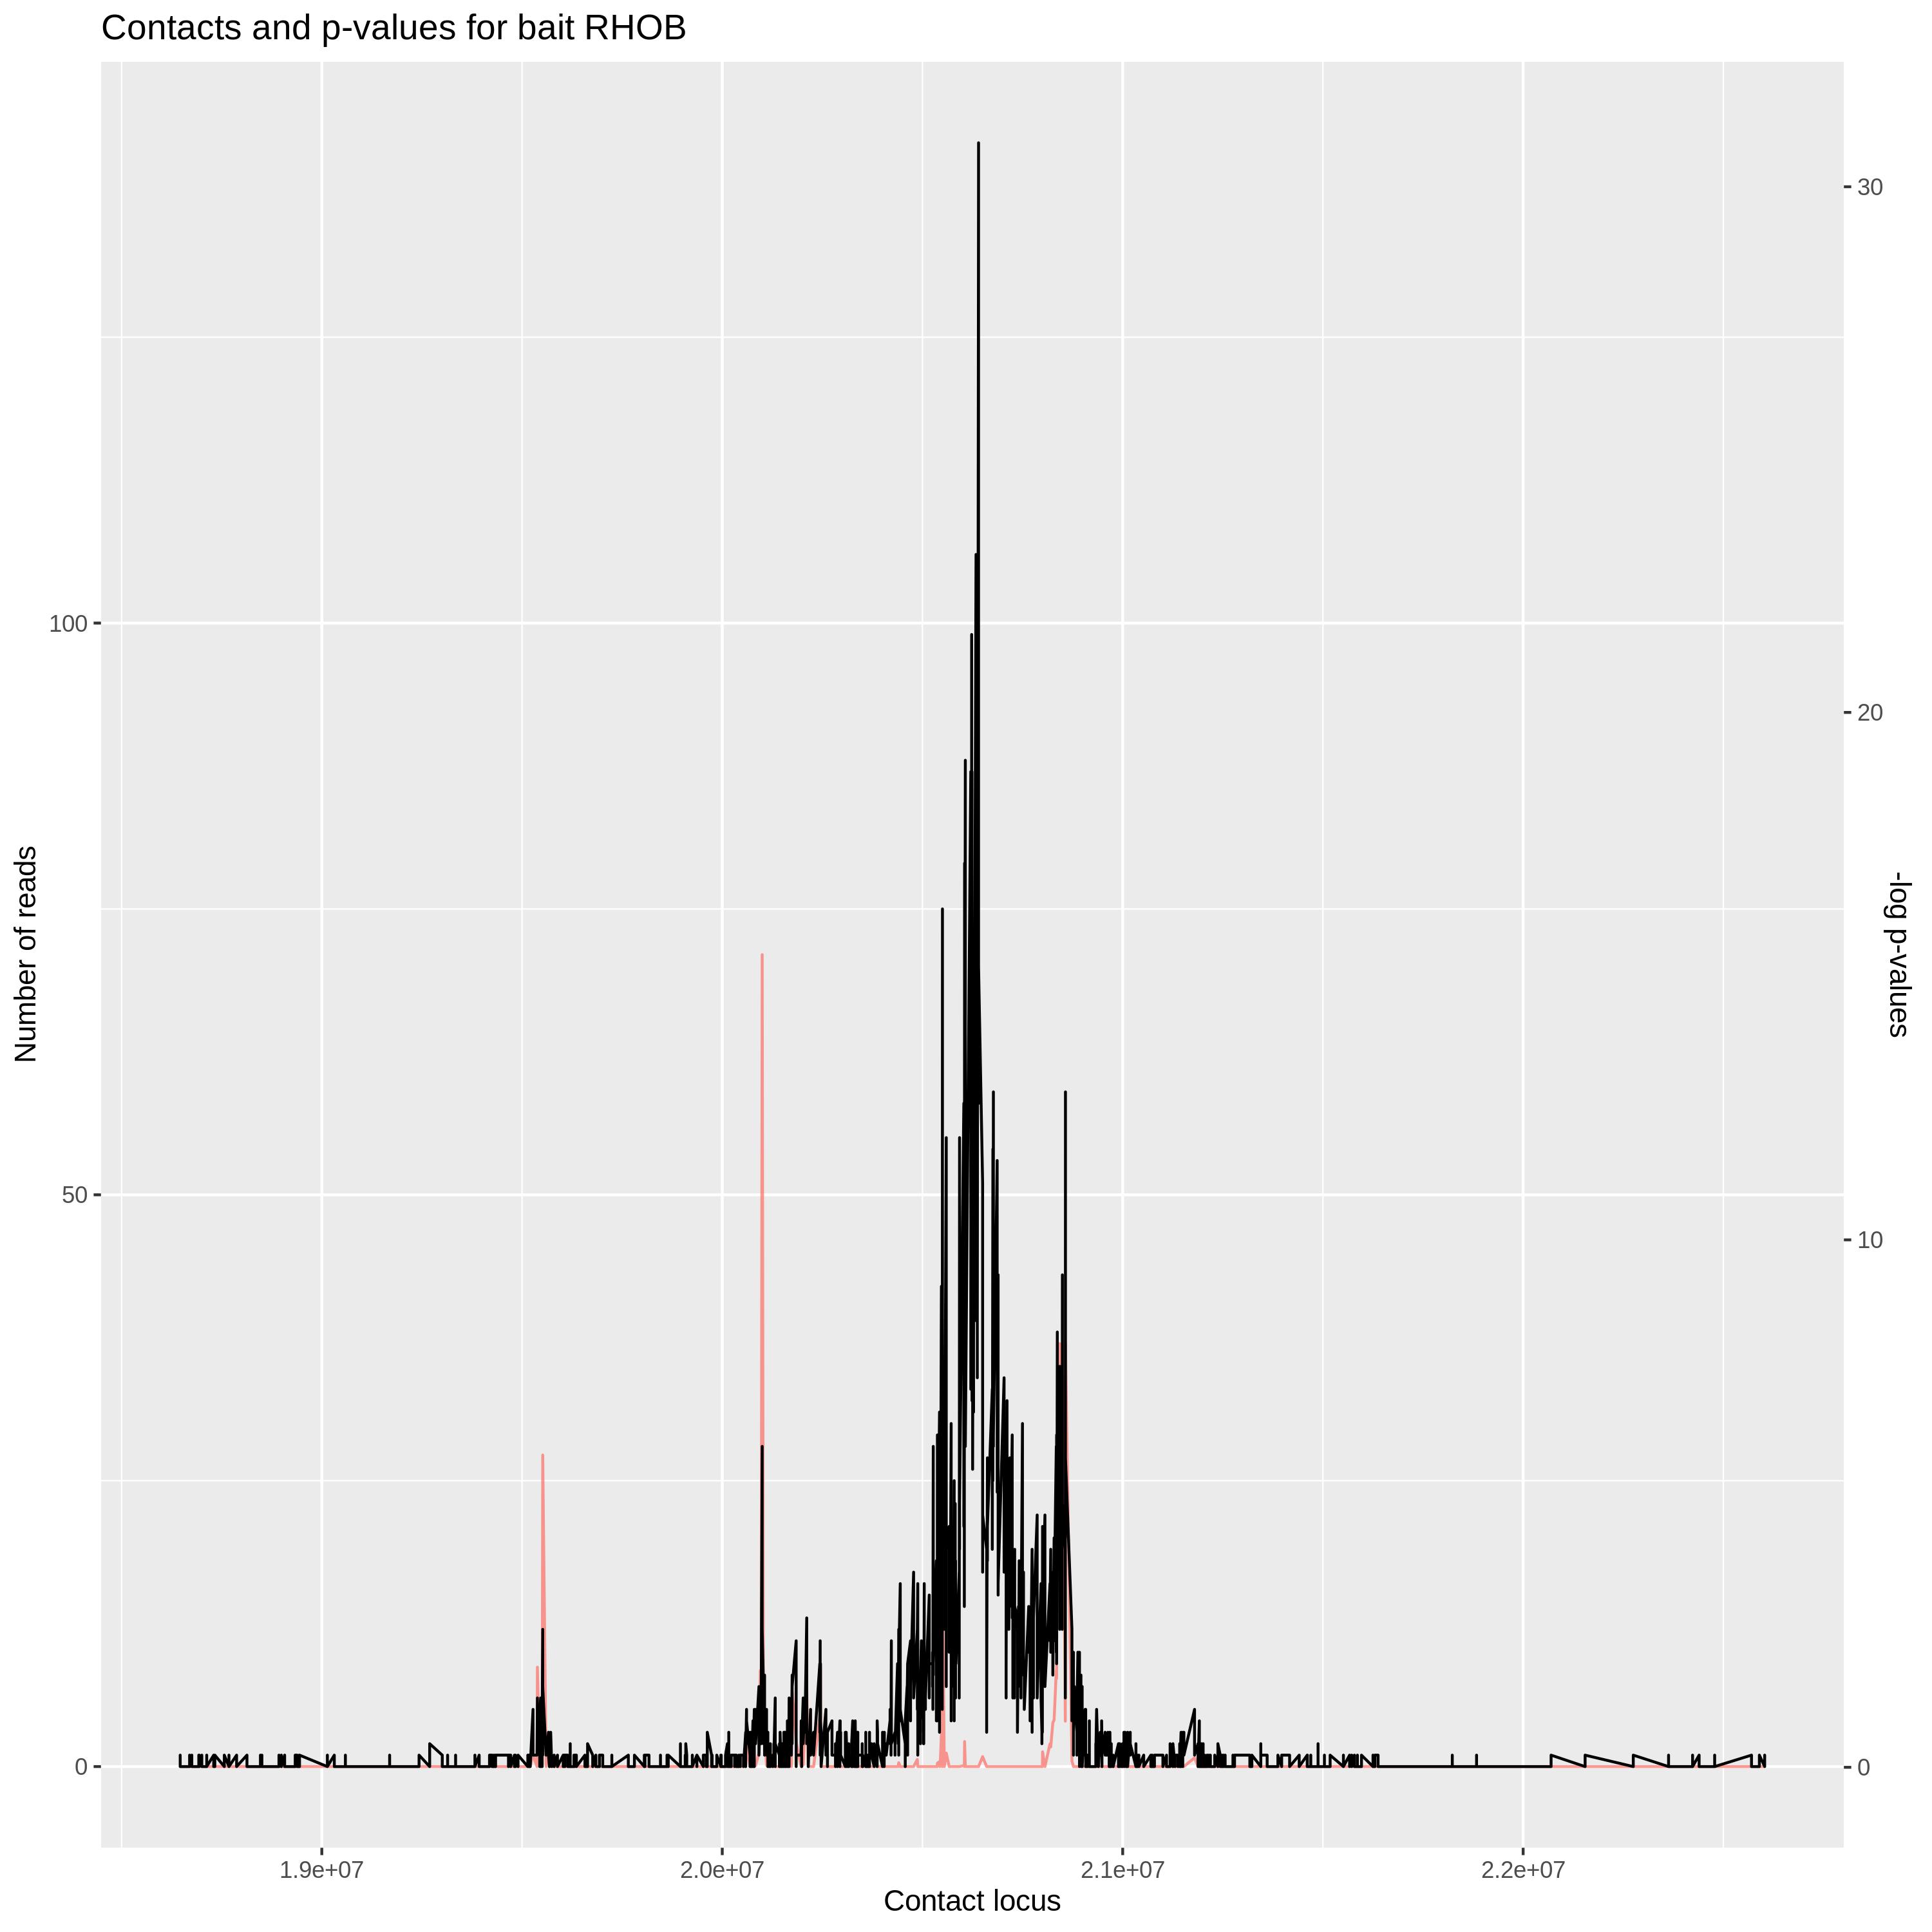 Contacts and p-values for bait RHOB
Number of reads
100
50
0
30
20
10
0
-log p-values
1.9e+07
2.0e+07
2.1e+07
2.2e+07
Contact locus